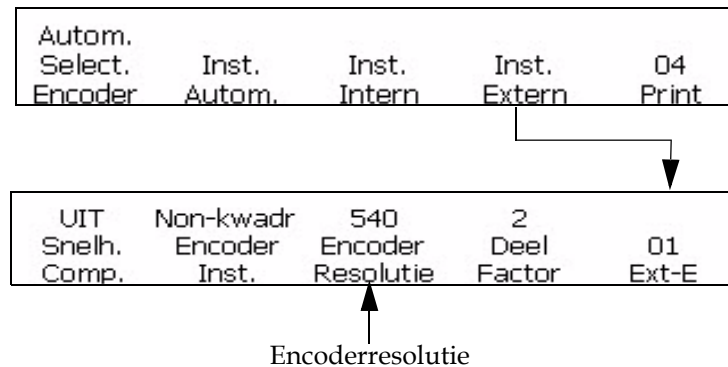 Autom.
Select. Inst. Inst. Inst. 04
Encoder Autom. Intern Extern Print
UIT Non-kwadr 540 2
Snelh. Encoder Encoder Deel 01
Comp. Inst. Resolutie Factor Ext-E
Encoderresolutie